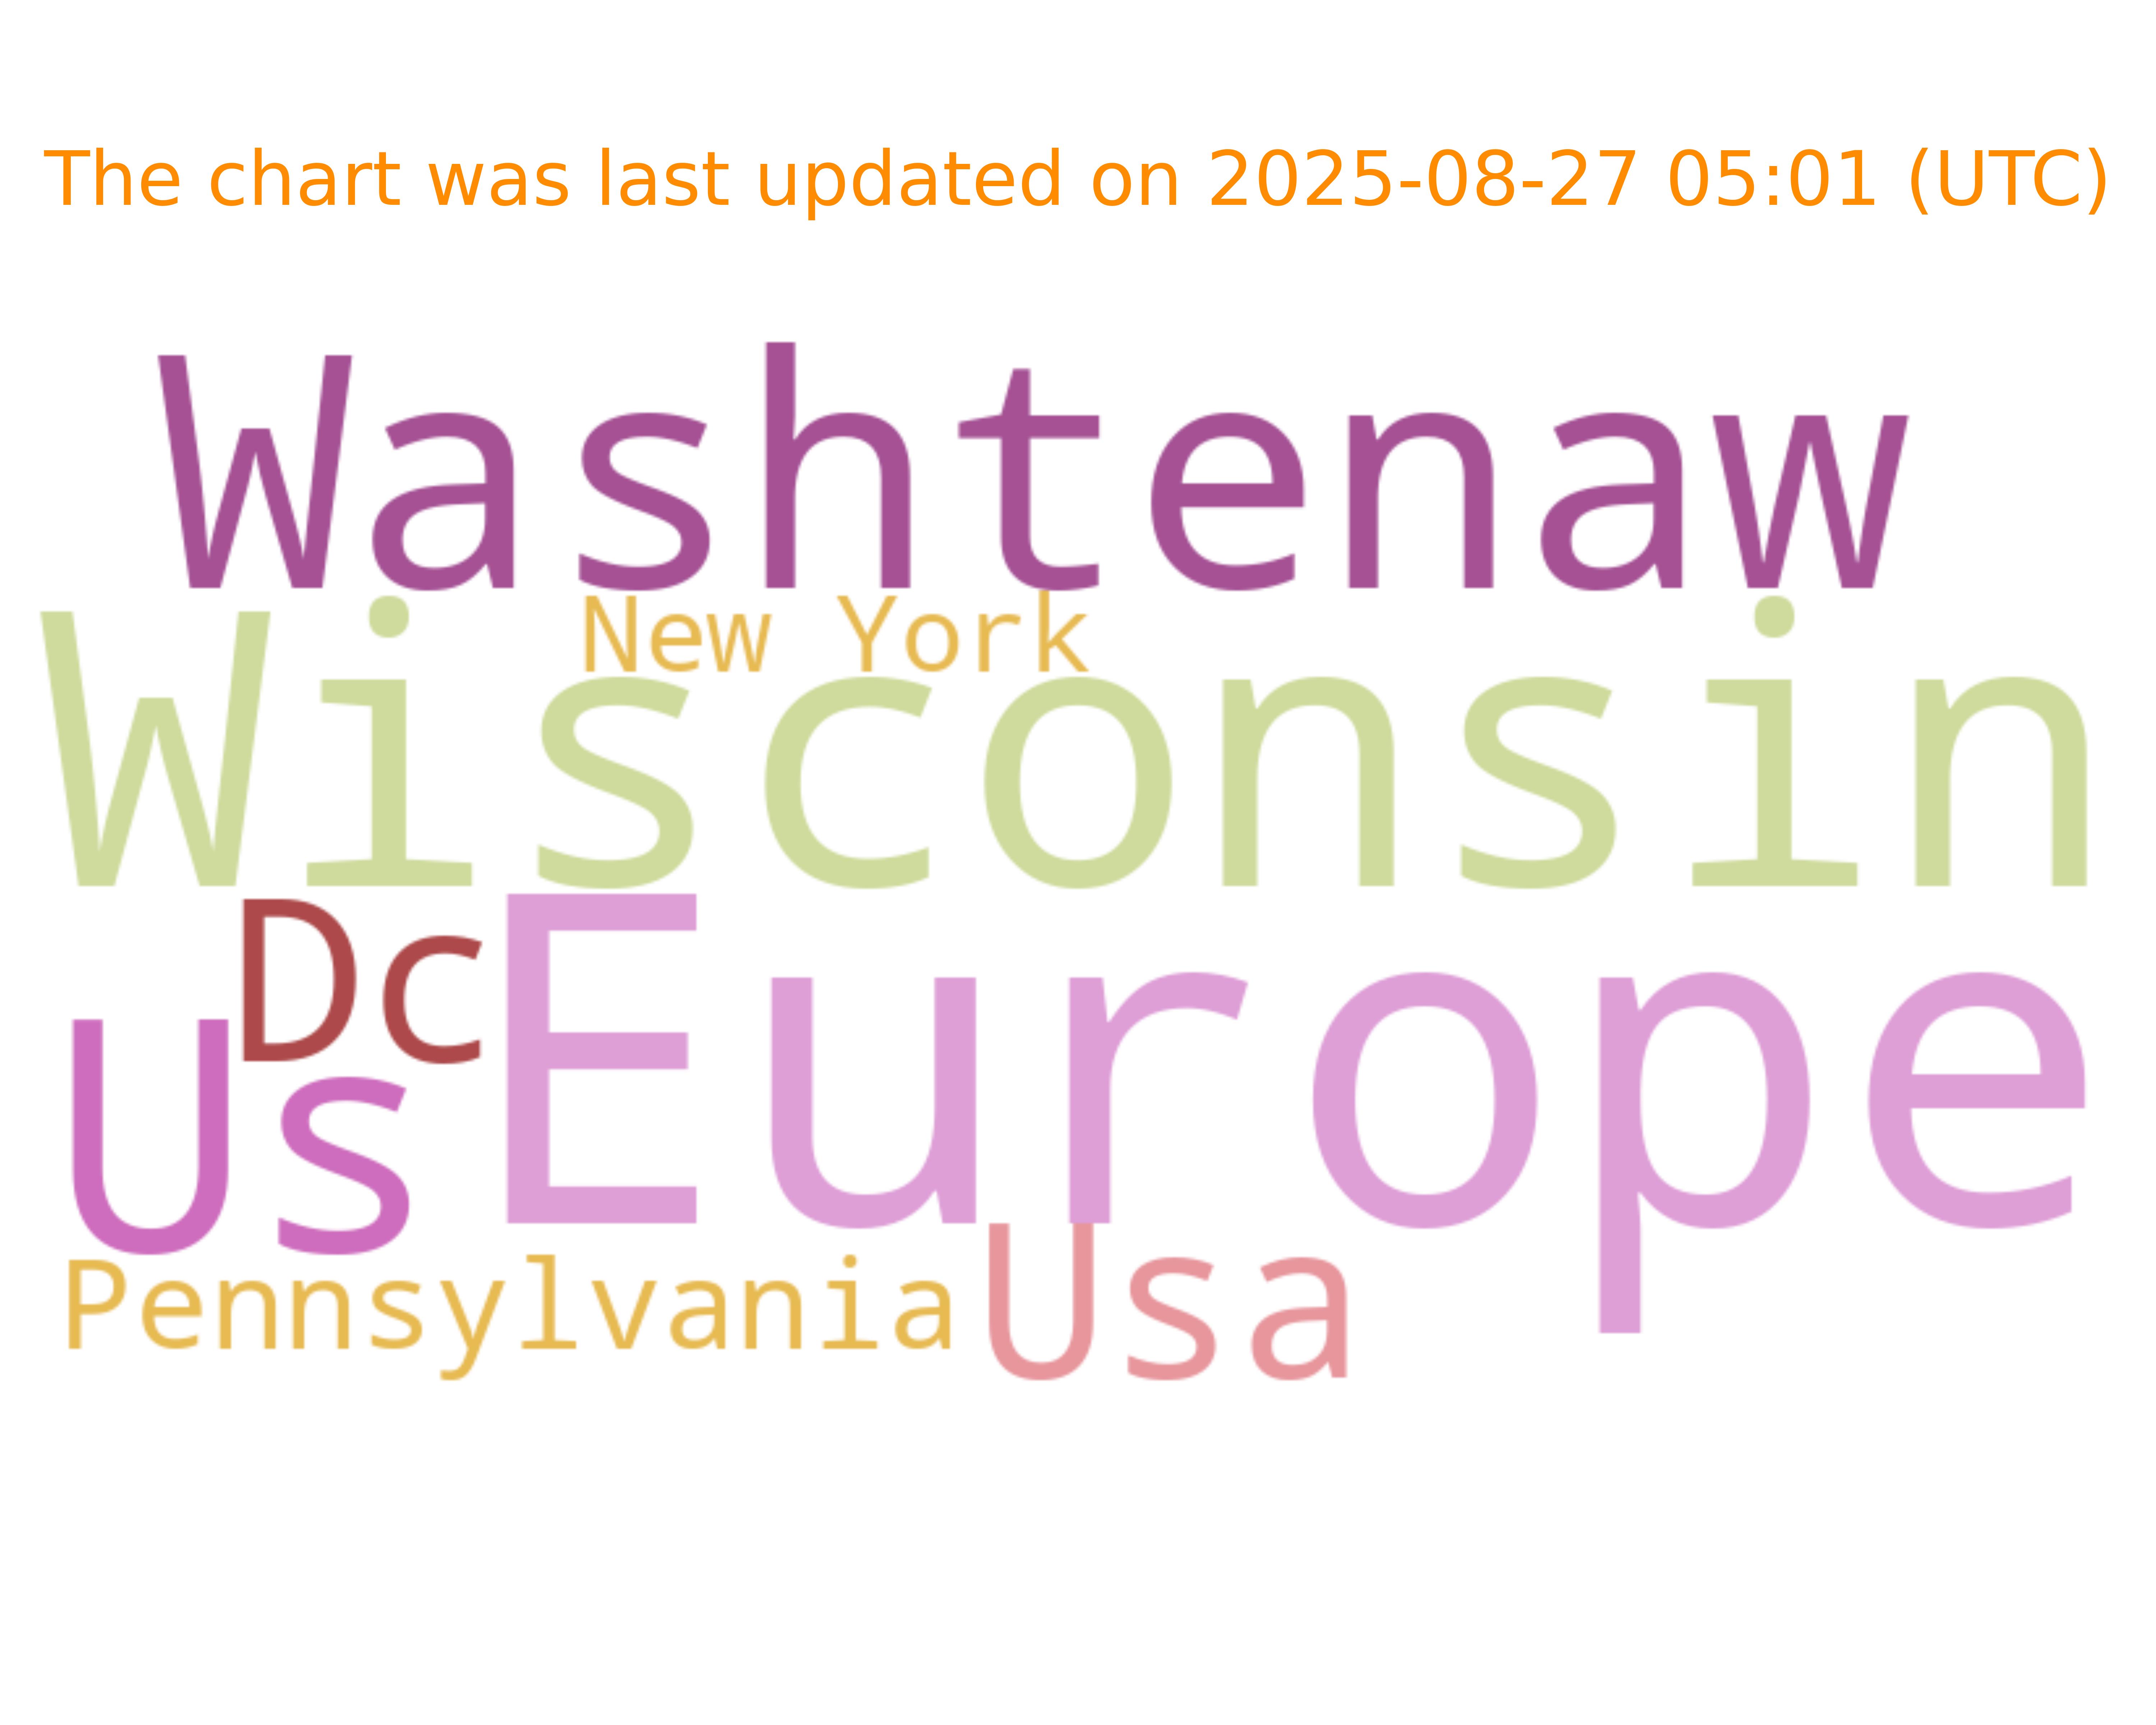 The chart was last updated on 2025-08-27 05:01 (UTC)
Washtenaw
New York
Wisconsin
Dc
Europe
Us
Pennsylvania
Usa